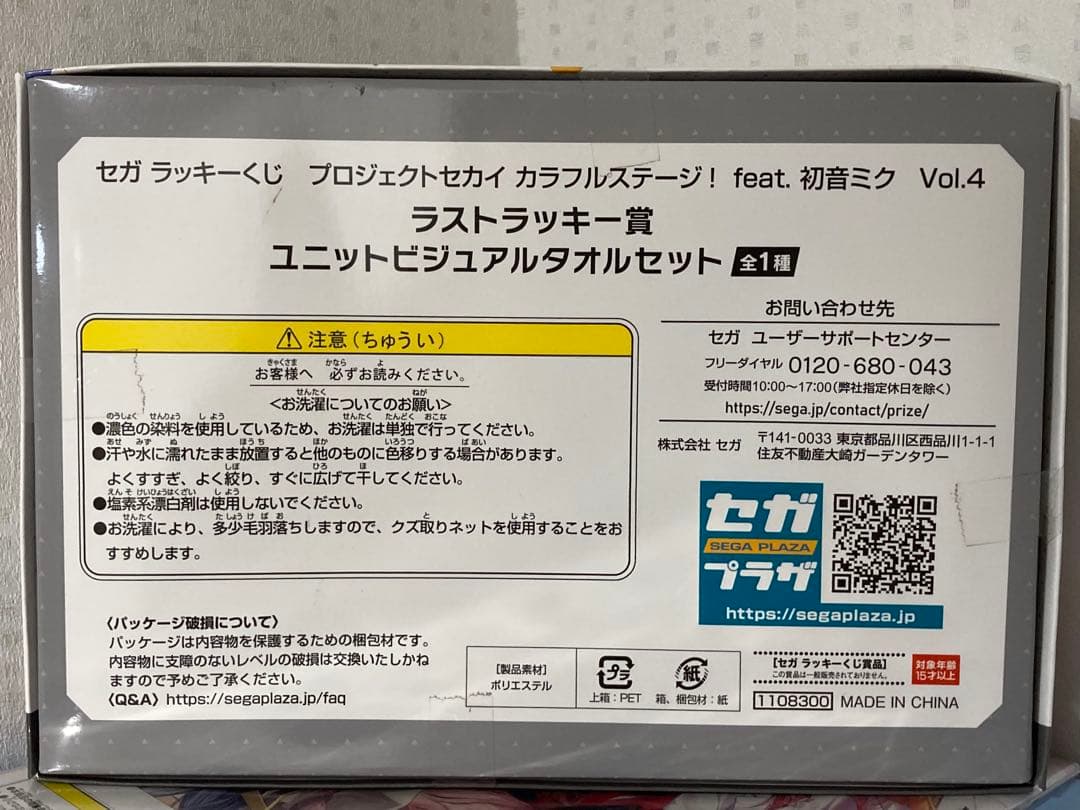 セガ ラッキーくじ　プロジェクトセカイ カラフルステージ！ feat. 初音ミク　Vol.4
ラストラッキー賞
ユニットビジュアルタオルセット 全1種
注意(ちゅうい)
お客様へ 必ずお読みください。
<お洗濯についてのお願い>
●濃色の染料を使用しているため、お洗濯は単独で行ってください。
●汗や水に濡れたまま放置すると他のものに色移りする場合があります。
よくすすぎ、よく絞り、すぐに広げて干してください。
●塩素系漂白剤は使用しないでください。
●お洗濯により、多少毛羽落ちしますので、クズ取りネットを使用することをお
すすめします。
お問い合わせ先
セガ ユーザーサポートセンター
フリーダイヤル 0120-680-043
受付時間10:00～17:00(弊社指定休日を除く)
https://sega.jp/contact/prize/
株式会社 セガ 〒141-0033 東京都品川区西品川1-1-1
住友不動産大崎ガーデンタワー
セガ
SEGA PLAZA
プラザ
https://segaplaza.jp
〈パッケージ破損について〉
パッケージは内容物を保護するための梱包材です。
内容物に支障のないレベルの破損は交換いたしかね
ますので予めご了承ください。
〈Q&A〉https://segaplaza.jp/faq
【製品素材】
ポリエステル
プラ
上箱：PET
紙
箱、梱包材：紙
【セガ ラッキーくじ賞品】
この賞品は一般販売されておりません。
対象年齢
15才以上
1108300 MADE IN CHINA